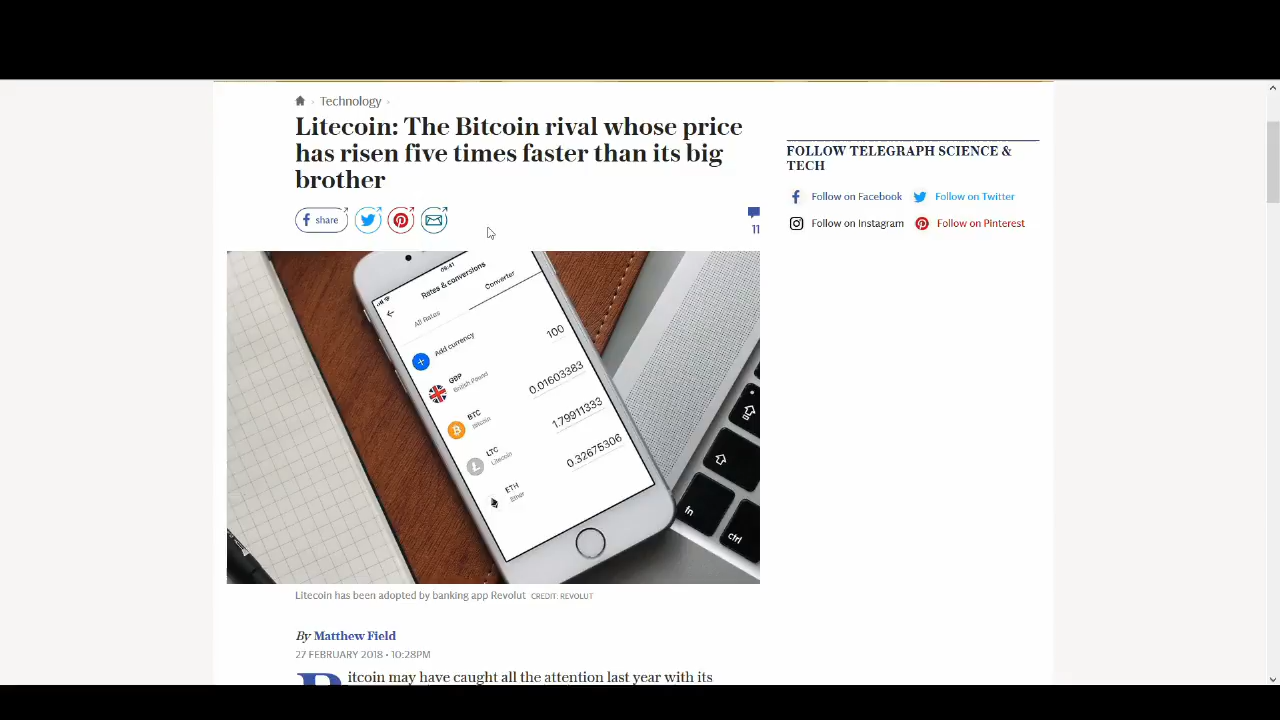 Technology
Litecoin: The Bitcoin rival whose price
has risen five times faster than its big
brother
share
11
FOLLOW TELEGRAPH SCIENCE &
TECH
Follow on Facebook
Follow on Twitter
Follow on Instagram
Follow on Pinterest
09:41
Rates & conversions
All Rates
Converter
Add currency
GBP
British Pound
100
BTC
Bitcoin
0.01603383
LTC
Litecoin
1.79911333
ETH
Ether
0.32675306
fn
ctrl
Litecoin has been adopted by banking app Revolut CREDIT: REVOLUT
By Matthew Field
27 FEBRUARY 2018 • 10:28PM
Bitcoin may have caught all the attention last year with its